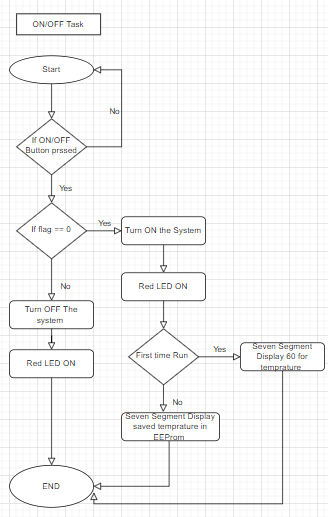 ON/OFF Task
Start
No
If ON/OFF
Button prssed
Yes
If flag == 0
Yes
Turn ON the System
No
Red LED ON
Turn OFF The
system
First time Run
Yes
Seven Segment
Display 60 for
temprature
Red LED ON
No
Seven Segment Display
saved temprature in
EEProm
END